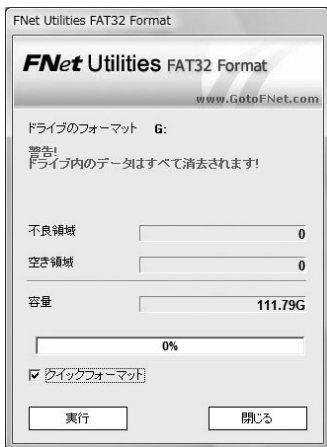 FNet Utilities FAT32 Format
FNet Utilities FAT32 Format
www.GotoFNet.com
ドライブのフォーマット G:
警告!
ドライブ内のデータはすべて消去されます!
不良領域 0
空き領域 0
容量 111.79G
0%
クイックフォーマット
実行 閉じる